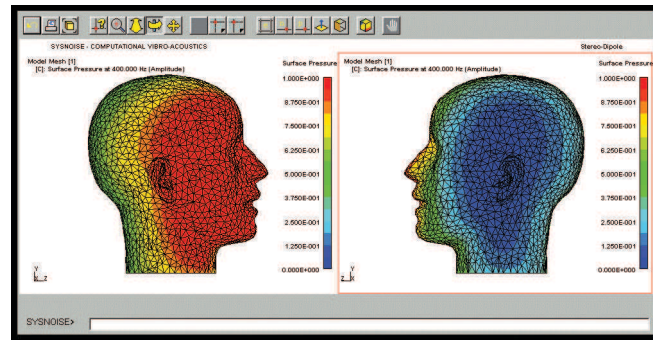 SYSNOISE - COMPUTATIONAL VIBRO-ACOUSTICS
Stereo-Dipole
Model Mesh [1]
[C]: Surface Pressure at 400.000 Hz (Amplitude)
Surface Pressure
1.000E+000
8.750E-001
7.500E-001
6.250E-001
5.000E-001
3.750E-001
2.500E-001
1.250E-001
0.000E+000
Y
X Z
Model Mesh [1]
[C]: Surface Pressure at 400.000 Hz (Amplitude)
Surface Pressure
1.000E+000
8.750E-001
7.500E-001
6.250E-001
5.000E-001
3.750E-001
2.500E-001
1.250E-001
0.000E+000
Y
Z X
SYSNOISE>